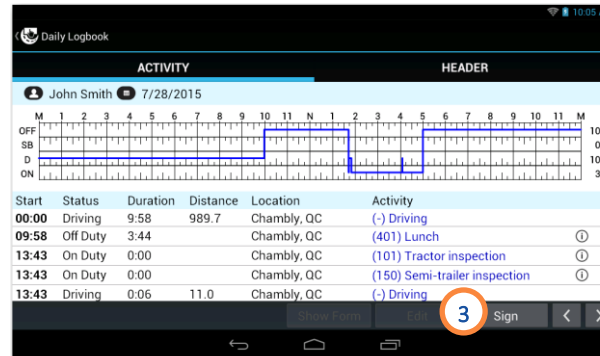 10:05
Daily Logbook
ACTIVITY HEADER
John Smith 7/28/2015
M 1 2 3 4 5 6 7 8 9 10 11 N 1 2 3 4 5 6 7 8 9 10 11 M
OFF 10
SB 0
D 10
ON 3
Start Status Duration Distance Location Activity
00:00 Driving 9:58 989.7 Chambly, QC (-) Driving
09:58 Off Duty 3:44 (401) Lunch
13:43 On Duty 0:00 Chambly, QC (101) Tractor inspection
13:43 On Duty 0:00 Chambly, QC (150) Semi-trailer inspection
13:43 Driving 0:06 11.0 Chambly, QC (-) Driving
Show Form Edit 3 Sign